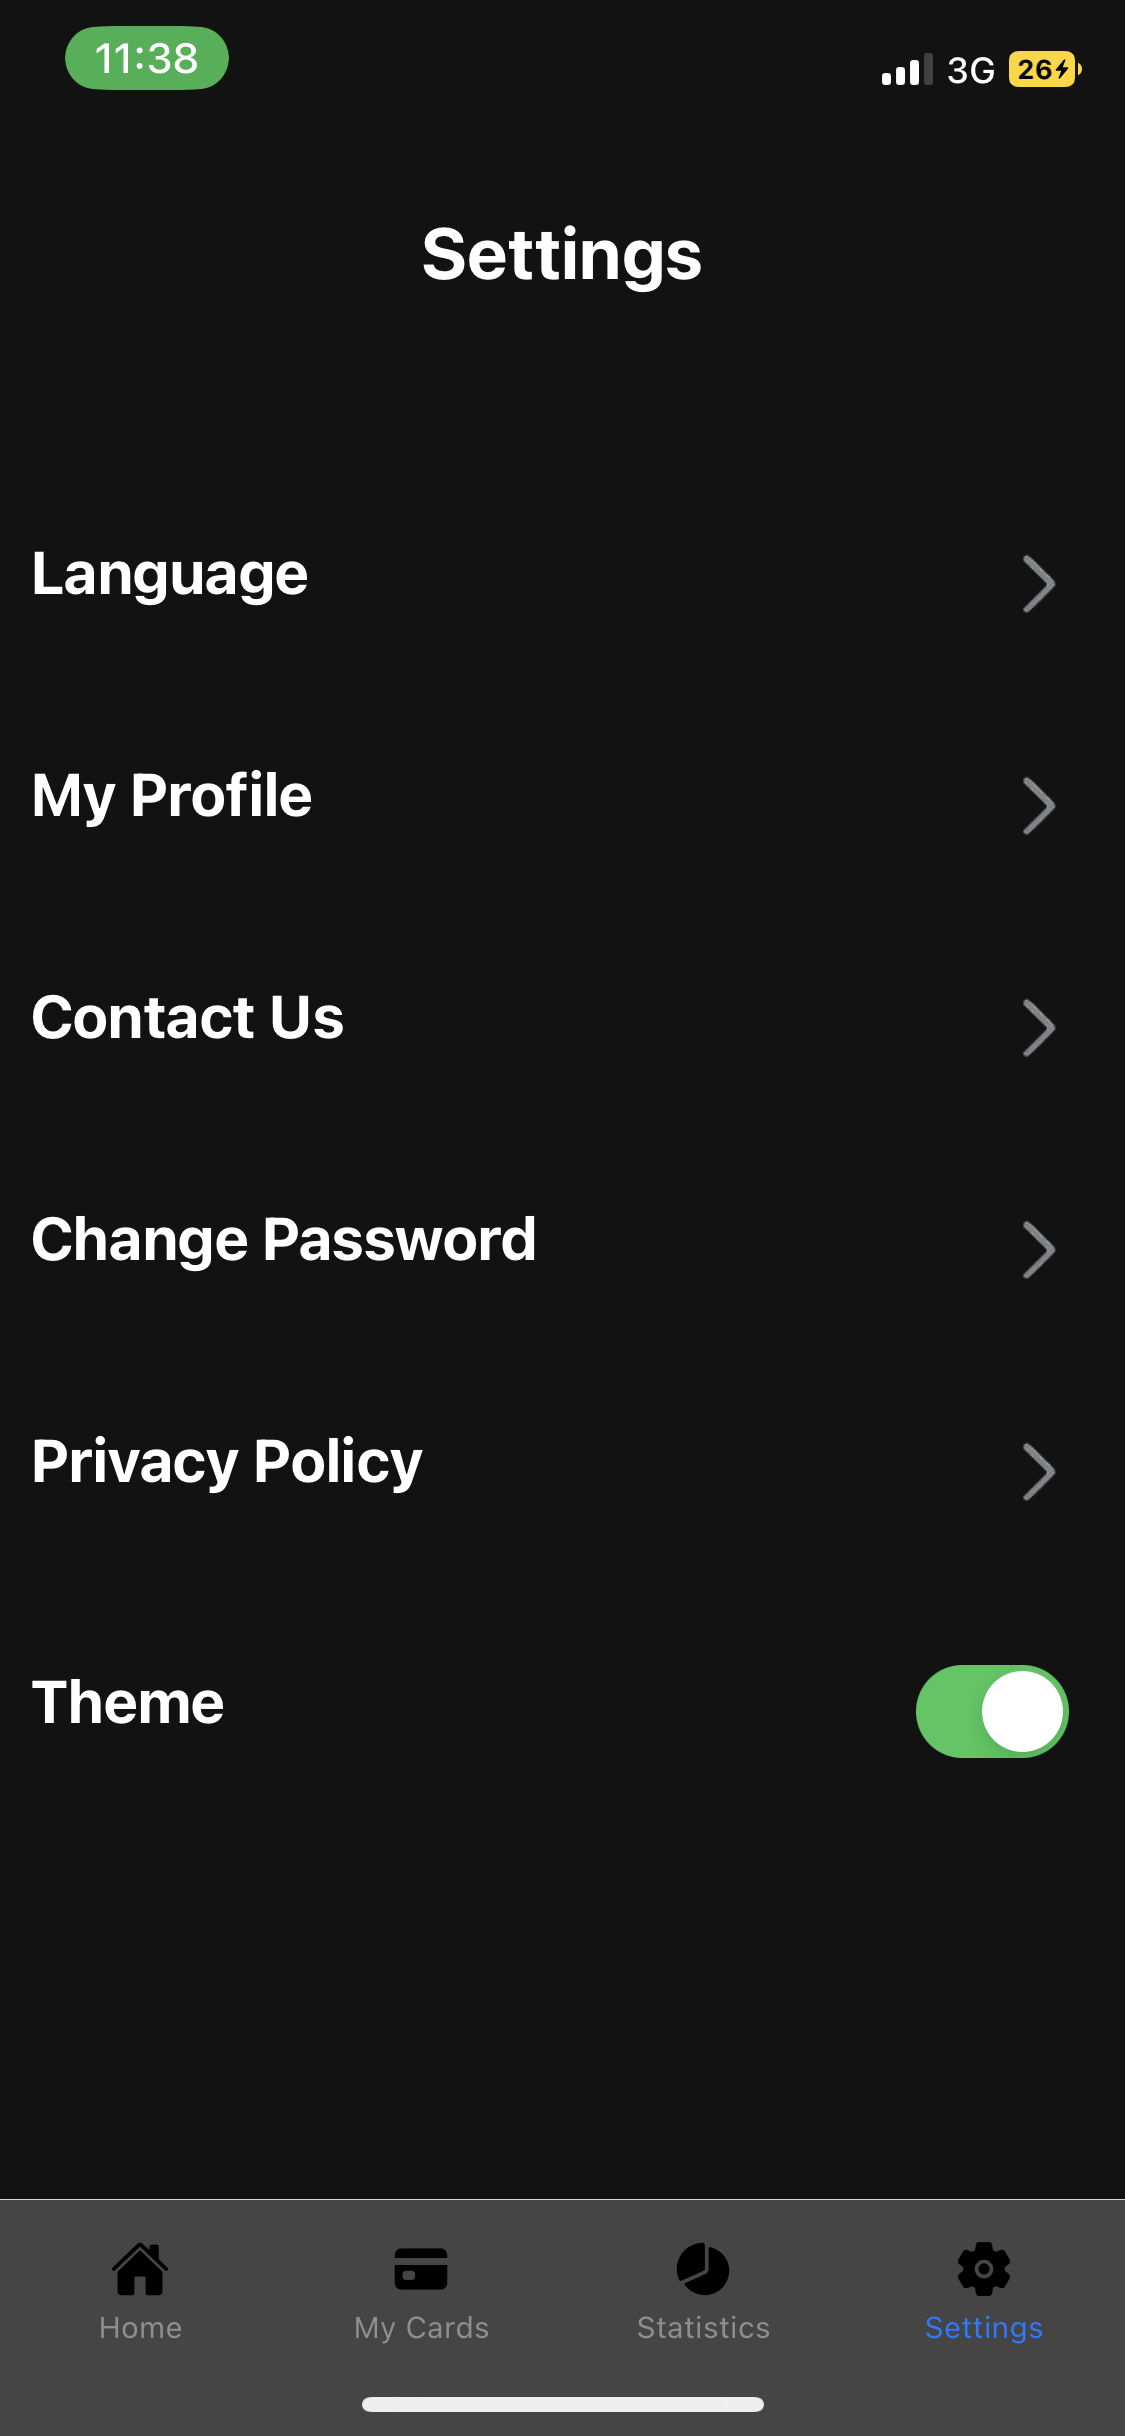 11:38
3G
26
Settings
Language
My Profile
Contact Us
Change Password
Privacy Policy
Theme
Home
My Cards
Statistics
Settings